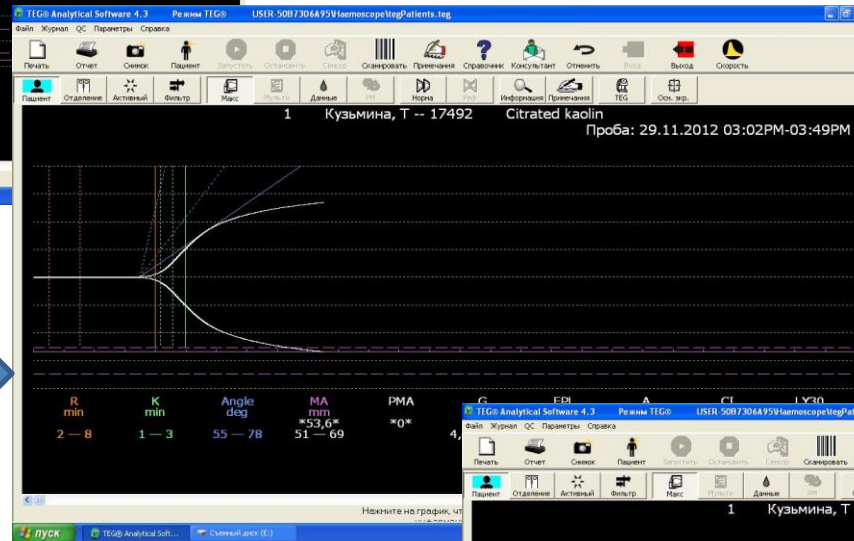 TEG® Analytical Software 4.3 Режим TEG® USER-50B7306A95\Haemoscope\tegPatients.teg
Файл Журнал QC Параметры Справка
Печать Отчет Снимок Пациент Запустить Остановить Сенсор Сканировать Примечания Справочник Консультант Отменить Вход Выход Скорость
Пациент Отделение Активный Фильтр Макс Мульти Данные РМ Норма Реф. Информация Примечания TEG Осн. экр.
1 Кузьмина, Т -- 17492 Citrated kaolin
Проба: 29.11.2012 03:02PM-03:49PM
R K Angle MA PMA G EPL A CI LY30
min min deg mm
*53,6* *0*
2 — 8 1 — 3 55 — 78 51 — 69 4,
Нажмите на график, чт
пуск TEG® Analytical Soft... Съемный диск (E:)
TEG® Analytical Software 4.3 Режим TEG® USER-50B7306A95\Haemoscope\tegPat
Файл Журнал QC Параметры Справка
Печать Отчет Снимок Пациент Запустить Остановить Сенсор Сканировать
Пациент Отделение Активный Фильтр Макс Мульти Данные РМ
1 Кузьмина, Т